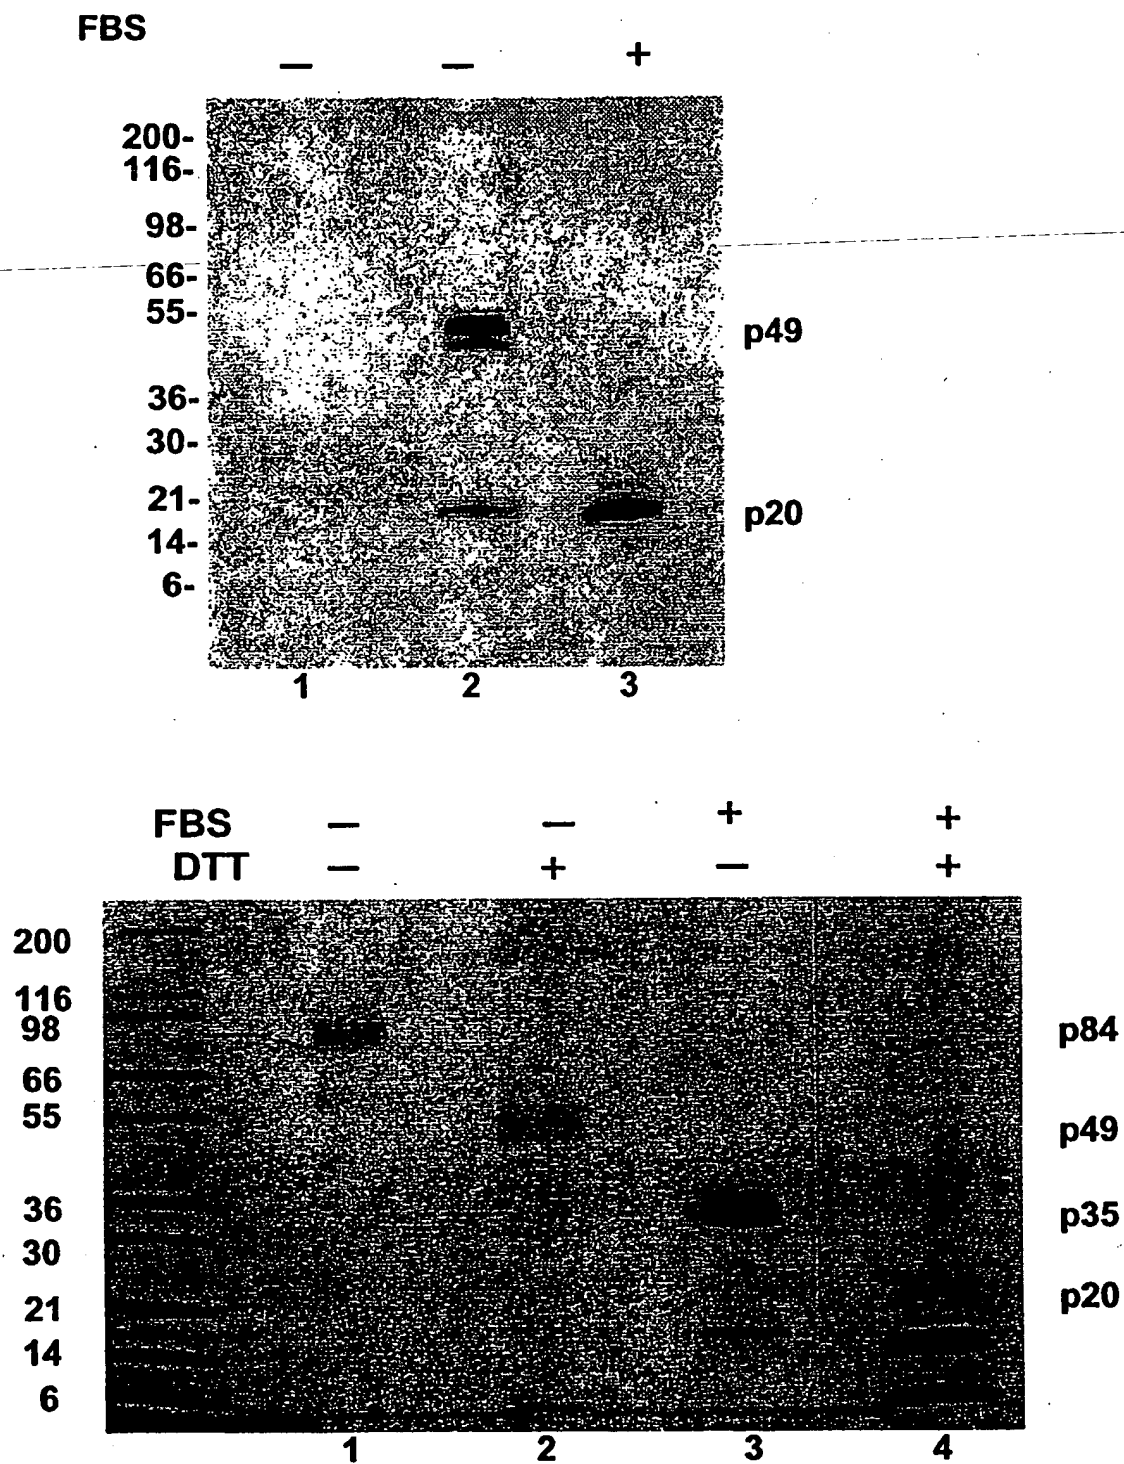 FBS
— — +
200-
116-
98-
66-
55-
p49
36-
30-
21-
p20
14-
6-
1 2 3
FBS — — + +
DTT — + — +
200
116
98 p84
66
55 p49
36 p35
30
21 p20
14
6
1 2 3 4